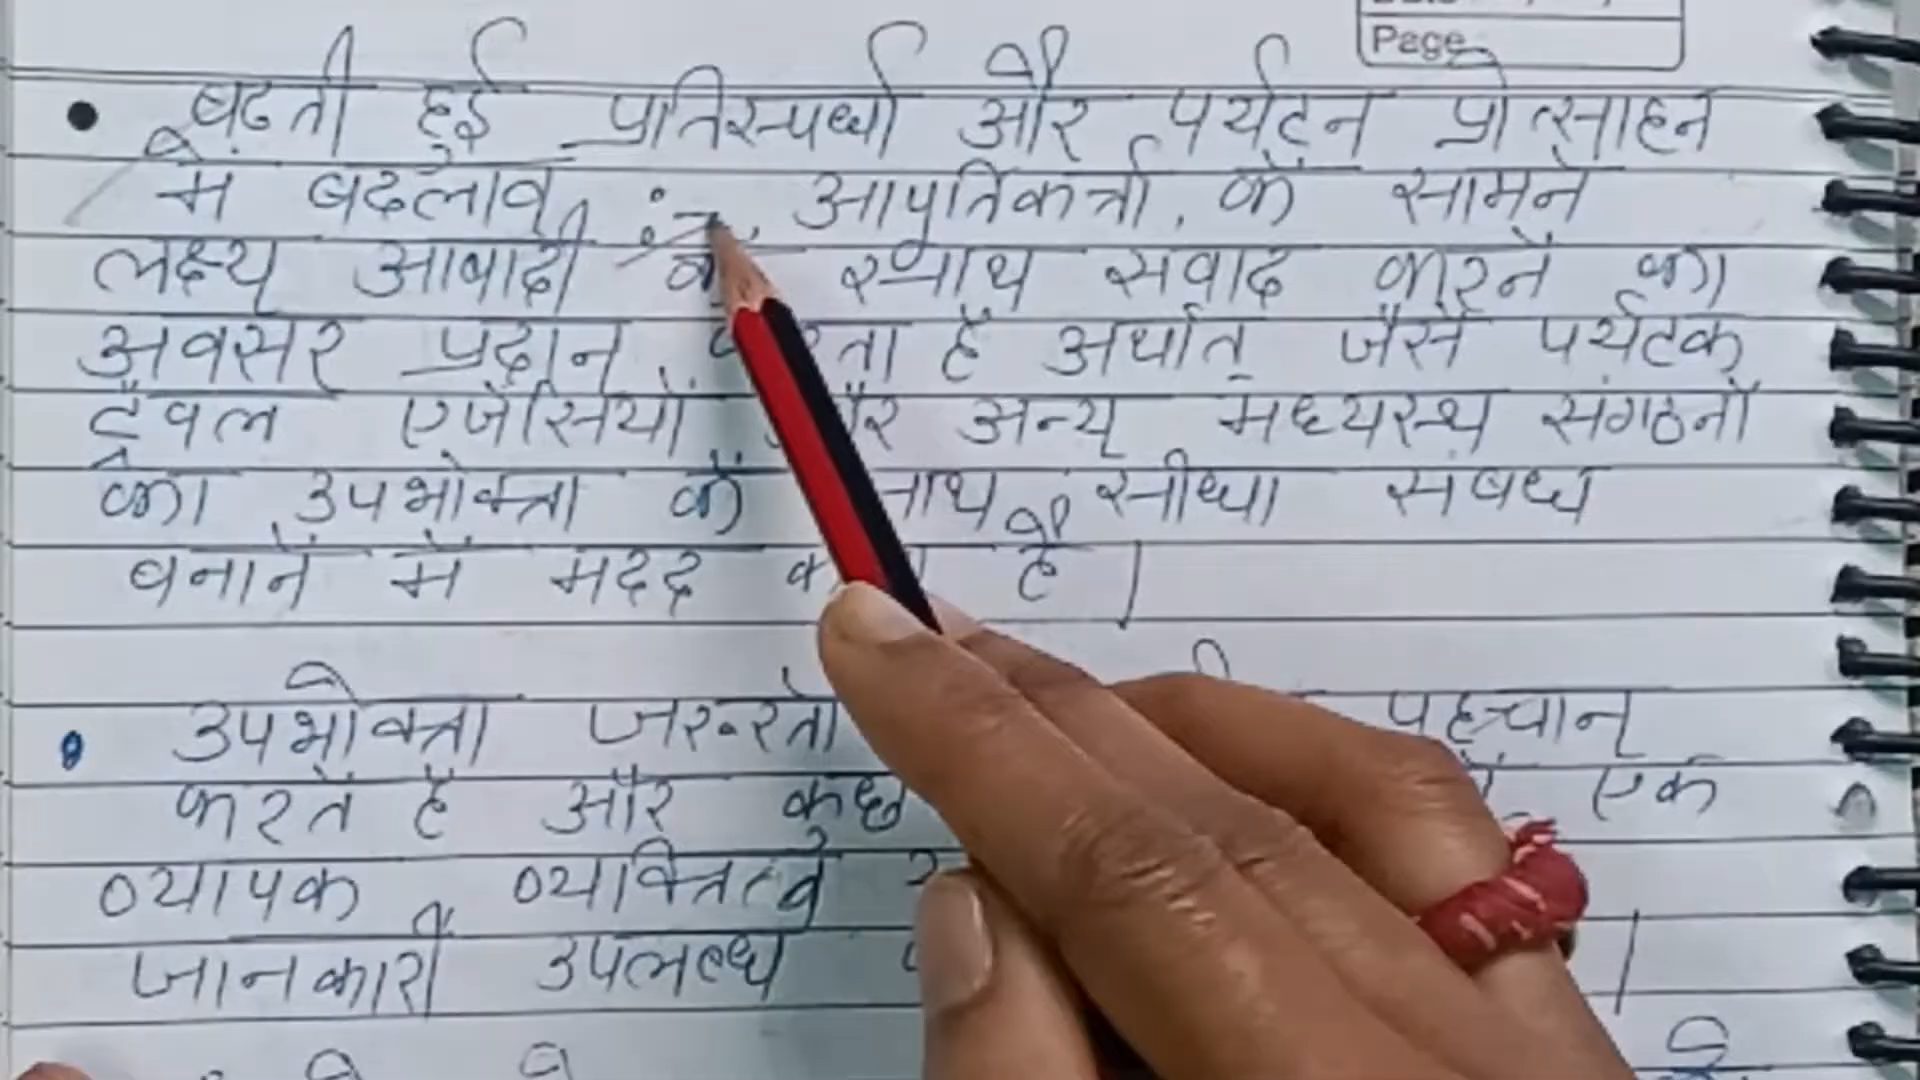 Page
• बढती हुई प्रतिस्पर्धा और पर्यटन प्रोत्साहन
में बदलाव :→ आपूर्तिकर्त्ता के सामने
लक्ष्य आबादी के साथ संवाद करने का
अवसर प्रदान करता है अर्थात् जैसे पर्यटक
ट्रैवल एजेंसियों और अन्य मध्यस्थ संगठनों
का उपभोक्ता के साथ सीधा संबंध
बनाने में मदद है।
• उपभोक्ता जरूरतों पहचान
करते है और कुछ एक
व्यापक व्यक्तित्व
जानकारी उपलब्ध ।